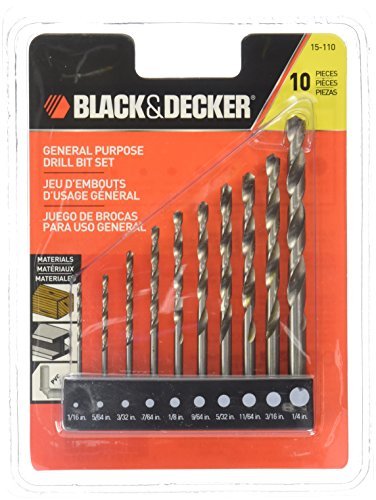 15-110
10 PIECES
PIÈCES
PIEZAS
BLACK&DECKER
GENERAL PURPOSE
DRILL BIT SET
JEU D'EMBOUTS
D'USAGE GÉNÉRAL
JUEGO DE BROCAS
PARA USO GENERAL
MATERIALS
MATÉRIAUX
MATERIALES
PVC
1/16 in. 5/64 in. 3/32 in. 7/64 in. 1/8 in. 9/64 in. 5/32 in. 11/64 in. 3/16 in. 1/4 in.